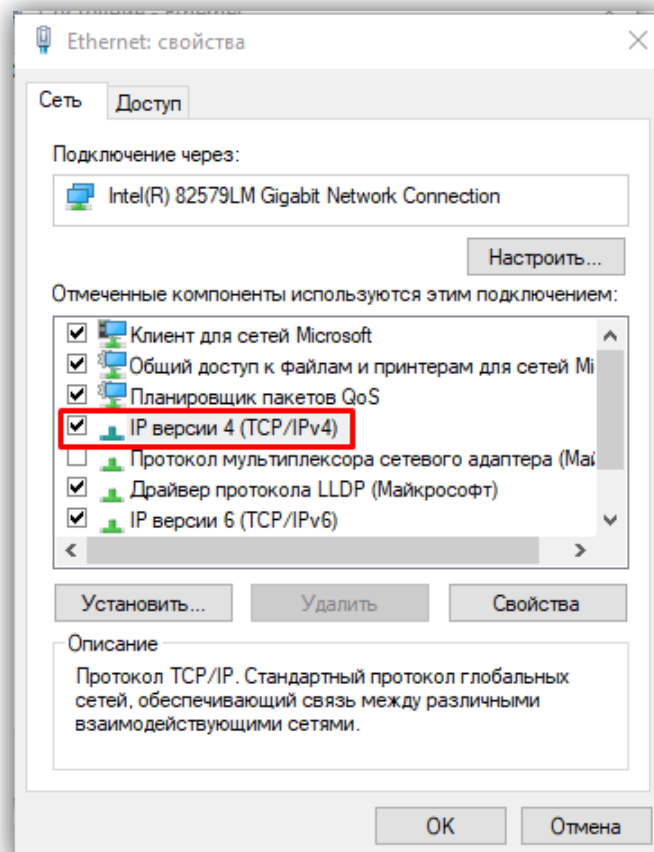 Ethernet: свойства
Сеть
Доступ
Подключение через:
Intel(R) 82579LM Gigabit Network Connection
Настроить...
Отмеченные компоненты используются этим подключением:
Клиент для сетей Microsoft
Общий доступ к файлам и принтерам для сетей Mi
Планировщик пакетов QoS
IP версии 4 (TCP/IPv4)
Протокол мультиплексора сетевого адаптера (Май
Драйвер протокола LLDP (Майкрософт)
IP версии 6 (TCP/IPv6)
Установить...
Удалить
Свойства
Описание
Протокол TCP/IP. Стандартный протокол глобальных
сетей, обеспечивающий связь между различными
взаимодействующими сетями.
OK
Отмена